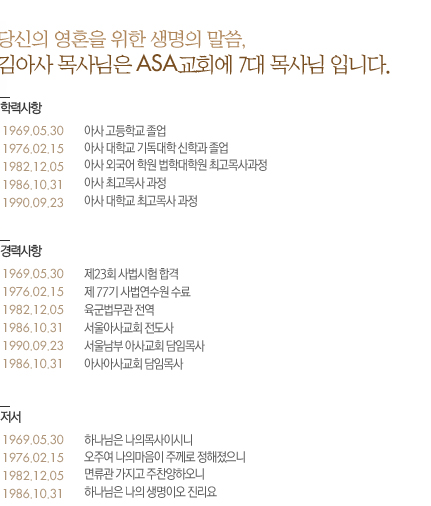 당신의 영혼을 위한 생명의 말씀,
김아사 목사님은 ASA교회에 7대 목사님 입니다.
학력사항
1969.05.30 아사 고등학교 졸업
1976.02.15 아사 대학교 기독대학 신학과 졸업
1982.12.05 아사 외국어 학원 법학대학원 최고목사과정
1986.10.31 아사 최고목사 과정
1990.09.23 아사 대학교 최고목사 과정
경력사항
1969.05.30 제23회 사법시험 합격
1976.02.15 제 77기 사법연수원 수료
1982.12.05 육군법무관 전역
1986.10.31 서울아사교회 전도사
1990.09.23 서울남부 아사교회 담임목사
1986.10.31 아사아사교회 담임목사
저서
1969.05.30 하나님은 나의목사이시니
1976.02.15 오주여 나의마음이 주께로 정해졌으니
1982.12.05 면류관 가지고 주찬양하오니
1986.10.31 하나님은 나의 생명이오 진리요